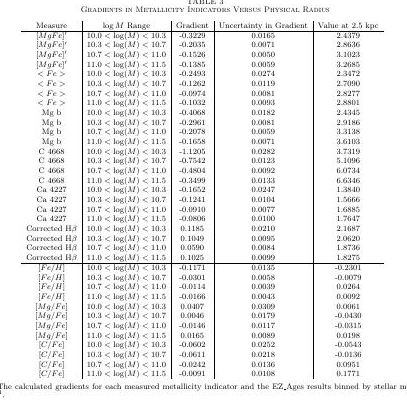 TABLE 3
Gradients in Metallicity Indicators Versus Physical Radius
Measure log M Range Gradient Uncertainty in Gradient Value at 2.5 kpc
[MgFe]′ 10.0 < log(M) < 10.3 -0.3229 0.0165 2.4379
[MgFe]′ 10.3 < log(M) < 10.7 -0.2035 0.0071 2.8636
[MgFe]′ 10.7 < log(M) < 11.0 -0.1526 0.0050 3.1023
[MgFe]′ 11.0 < log(M) < 11.5 -0.1385 0.0059 3.2685
< Fe > 10.0 < log(M) < 10.3 -0.2493 0.0274 2.3472
< Fe > 10.3 < log(M) < 10.7 -0.1262 0.0119 2.7090
< Fe > 10.7 < log(M) < 11.0 -0.0974 0.0081 2.8277
< Fe > 11.0 < log(M) < 11.5 -0.1032 0.0093 2.8801
Mg b 10.0 < log(M) < 10.3 -0.4068 0.0182 2.4345
Mg b 10.3 < log(M) < 10.7 -0.2961 0.0081 2.9186
Mg b 10.7 < log(M) < 11.0 -0.2078 0.0059 3.3138
Mg b 11.0 < log(M) < 11.5 -0.1658 0.0071 3.6103
C 4668 10.0 < log(M) < 10.3 -1.1205 0.0282 3.7319
C 4668 10.3 < log(M) < 10.7 -0.7542 0.0123 5.1096
C 4668 10.7 < log(M) < 11.0 -0.4804 0.0092 6.0734
C 4668 11.0 < log(M) < 11.5 -0.3499 0.0133 6.6346
Ca 4227 10.0 < log(M) < 10.3 -0.1652 0.0247 1.3840
Ca 4227 10.3 < log(M) < 10.7 -0.1241 0.0104 1.5666
Ca 4227 10.7 < log(M) < 11.0 -0.0910 0.0077 1.6885
Ca 4227 11.0 < log(M) < 11.5 -0.0806 0.0100 1.7647
Corrected Hβ 10.0 < log(M) < 10.3 0.1185 0.0210 2.1687
Corrected Hβ 10.3 < log(M) < 10.7 0.1049 0.0095 2.0620
Corrected Hβ 10.7 < log(M) < 11.0 0.0590 0.0084 1.8736
Corrected Hβ 11.0 < log(M) < 11.5 0.1025 0.0099 1.8275
[Fe/H] 10.0 < log(M) < 10.3 -0.1171 0.0135 -0.2301
[Fe/H] 10.3 < log(M) < 10.7 -0.0301 0.0058 -0.0079
[Fe/H] 10.7 < log(M) < 11.0 -0.0114 0.0039 0.0264
[Fe/H] 11.0 < log(M) < 11.5 -0.0166 0.0043 0.0092
[Mg/Fe] 10.0 < log(M) < 10.3 0.0407 0.0309 0.0061
[Mg/Fe] 10.3 < log(M) < 10.7 0.0046 0.0179 -0.0430
[Mg/Fe] 10.7 < log(M) < 11.0 -0.0146 0.0117 -0.0315
[Mg/Fe] 11.0 < log(M) < 11.5 0.0165 0.0089 0.0198
[C/Fe] 10.0 < log(M) < 10.3 -0.0602 0.0252 -0.0543
[C/Fe] 10.3 < log(M) < 10.7 -0.0611 0.0218 -0.0136
[C/Fe] 10.7 < log(M) < 11.0 -0.0242 0.0136 0.0951
[C/Fe] 11.0 < log(M) < 11.5 -0.0091 0.0108 0.1771
The calculated gradients for each measured metallicity indicator and the EZ_Ages results binned by stellar m